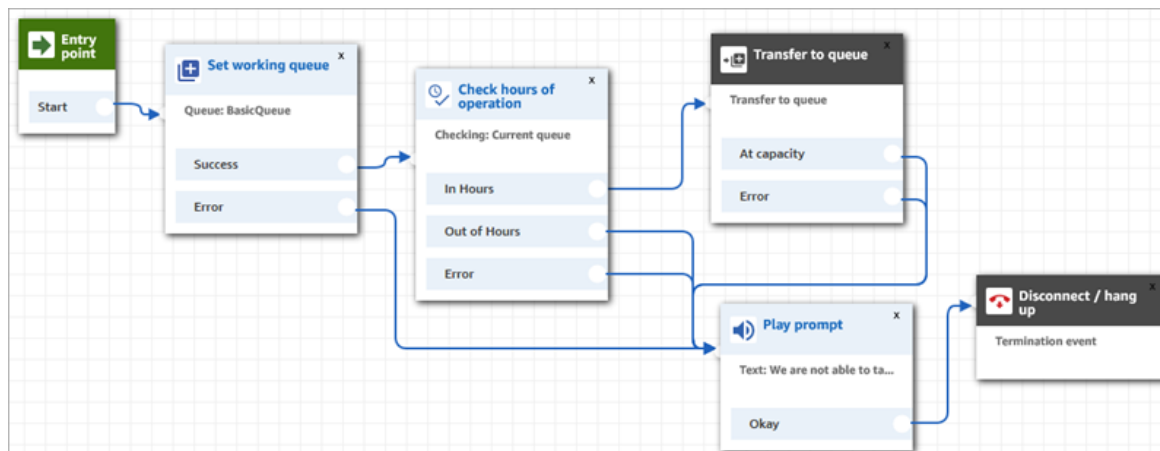 Entry
point
Start
x
Set working queue
Queue: BasicQueue
Success
Error
x
Check hours of
operation
Checking: Current queue
In Hours
Out of Hours
Error
x
Transfer to queue
Transfer to queue
At capacity
Error
x
Play prompt
Text: We are not able to ta...
Okay
x
Disconnect / hang
up
Termination event